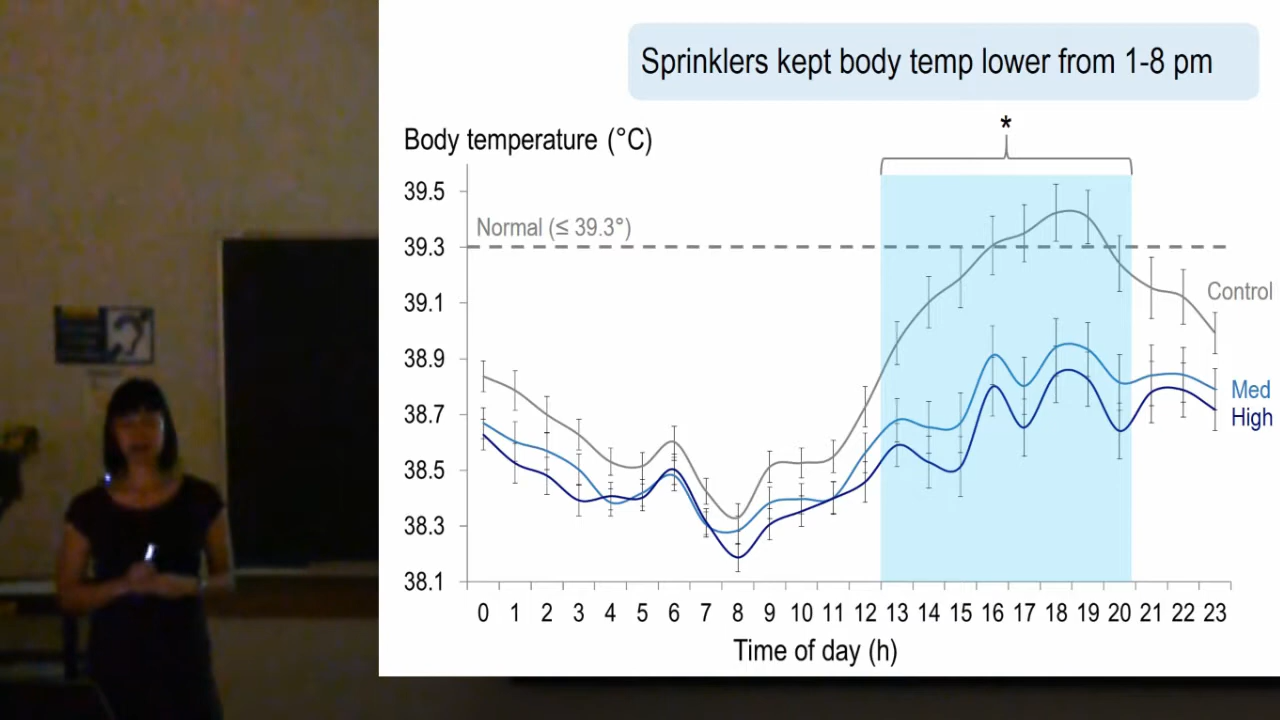 Sprinklers kept body temp lower from 1-8 pm
*
Body temperature (°C)
39.5
Normal (≤ 39.3°)
39.3
39.1
Control
38.9
Med
38.7
High
38.5
38.3
38.1
0 1 2 3 4 5 6 7 8 9 10 11 12 13 14 15 16 17 18 19 20 21 22 23
Time of day (h)